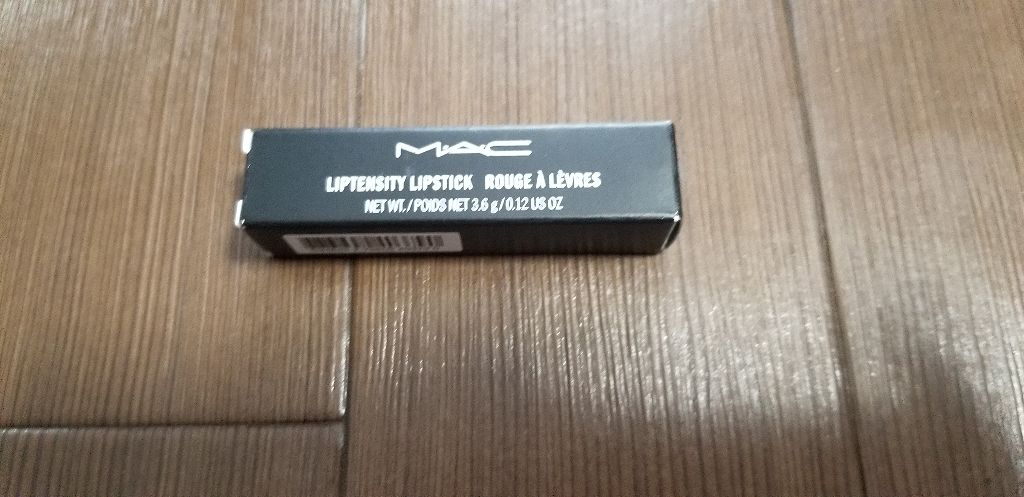 MAC
LIPTENSITY LIPSTICK ROUGE À LÈVRES
NET WT. / POIDS NET 3.6 g / 0.12 US OZ